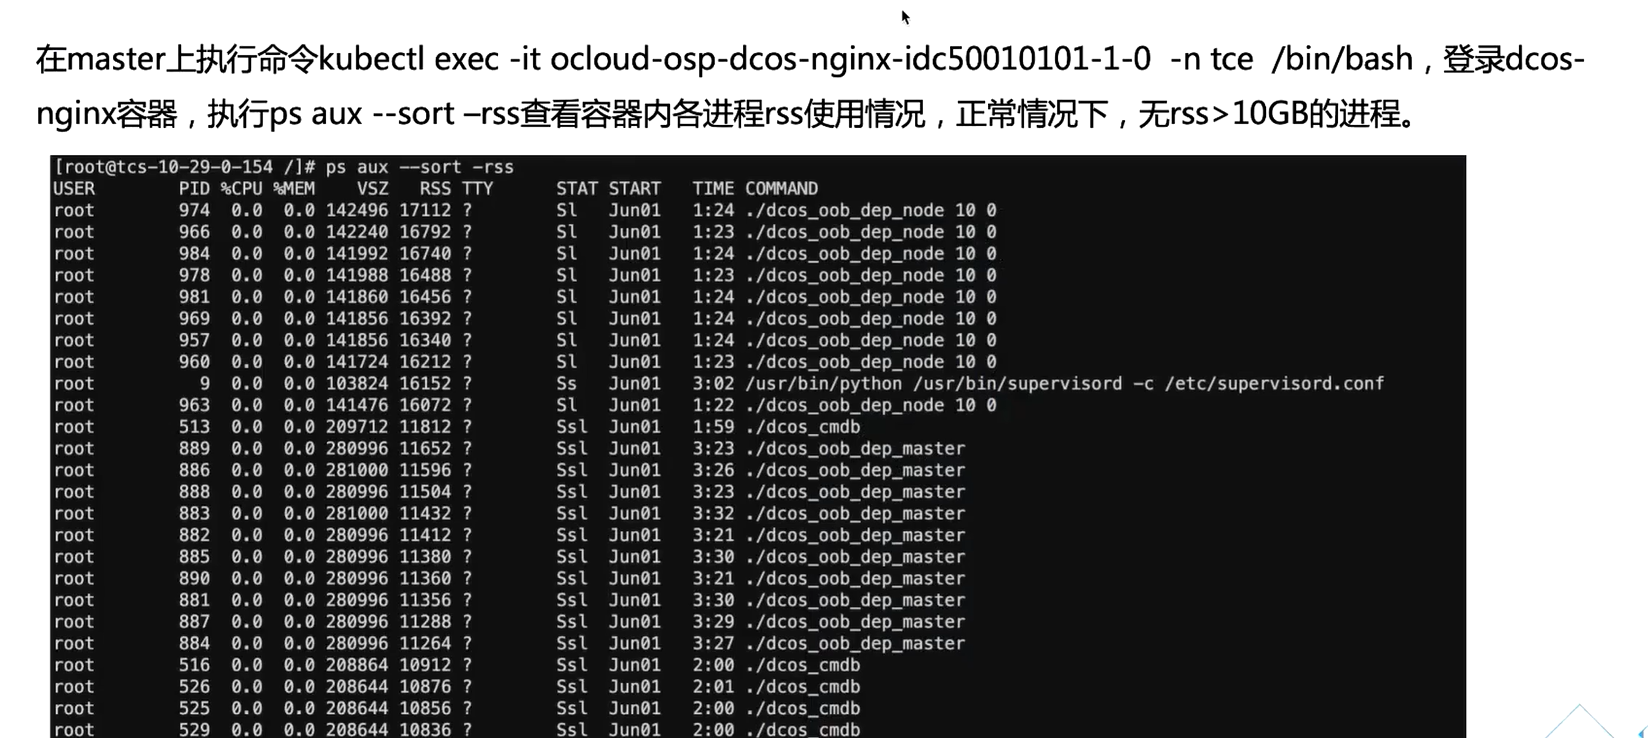 在master上执行命令kubectl exec -it ocloud-osp-dcos-nginx-idc50010101-1-0 -n tce /bin/bash，登录dcos-
nginx容器，执行ps aux --sort –rss查看容器内各进程rss使用情况，正常情况下，无rss>10GB的进程。
[root@tcs-10-29-0-154 /]# ps aux --sort -rss
USER PID %CPU %MEM VSZ RSS TTY STAT START TIME COMMAND
root 974 0.0 0.0 142496 17112 ? Sl Jun01 1:24 ./dcos_oob_dep_node 10 0
root 966 0.0 0.0 142240 16792 ? Sl Jun01 1:23 ./dcos_oob_dep_node 10 0
root 984 0.0 0.0 141992 16740 ? Sl Jun01 1:24 ./dcos_oob_dep_node 10 0
root 978 0.0 0.0 141988 16488 ? Sl Jun01 1:23 ./dcos_oob_dep_node 10 0
root 981 0.0 0.0 141860 16456 ? Sl Jun01 1:24 ./dcos_oob_dep_node 10 0
root 969 0.0 0.0 141856 16392 ? Sl Jun01 1:24 ./dcos_oob_dep_node 10 0
root 957 0.0 0.0 141856 16340 ? Sl Jun01 1:24 ./dcos_oob_dep_node 10 0
root 960 0.0 0.0 141724 16212 ? Sl Jun01 1:23 ./dcos_oob_dep_node 10 0
root 9 0.0 0.0 103824 16152 ? Ss Jun01 3:02 /usr/bin/python /usr/bin/supervisord -c /etc/supervisord.conf
root 963 0.0 0.0 141476 16072 ? Sl Jun01 1:22 ./dcos_oob_dep_node 10 0
root 513 0.0 0.0 209712 11812 ? Ssl Jun01 1:59 ./dcos_cmdb
root 889 0.0 0.0 280996 11652 ? Ssl Jun01 3:23 ./dcos_oob_dep_master
root 886 0.0 0.0 281000 11596 ? Ssl Jun01 3:26 ./dcos_oob_dep_master
root 888 0.0 0.0 280996 11504 ? Ssl Jun01 3:23 ./dcos_oob_dep_master
root 883 0.0 0.0 281000 11432 ? Ssl Jun01 3:32 ./dcos_oob_dep_master
root 882 0.0 0.0 280996 11412 ? Ssl Jun01 3:21 ./dcos_oob_dep_master
root 885 0.0 0.0 280996 11380 ? Ssl Jun01 3:30 ./dcos_oob_dep_master
root 890 0.0 0.0 280996 11360 ? Ssl Jun01 3:21 ./dcos_oob_dep_master
root 881 0.0 0.0 280996 11356 ? Ssl Jun01 3:30 ./dcos_oob_dep_master
root 887 0.0 0.0 280996 11288 ? Ssl Jun01 3:29 ./dcos_oob_dep_master
root 884 0.0 0.0 280996 11264 ? Ssl Jun01 3:27 ./dcos_oob_dep_master
root 516 0.0 0.0 208864 10912 ? Ssl Jun01 2:00 ./dcos_cmdb
root 526 0.0 0.0 208644 10876 ? Ssl Jun01 2:01 ./dcos_cmdb
root 525 0.0 0.0 208644 10856 ? Ssl Jun01 2:00 ./dcos_cmdb
root 529 0.0 0.0 208644 10836 ? Ssl Jun01 2:00 ./dcos_cmdb